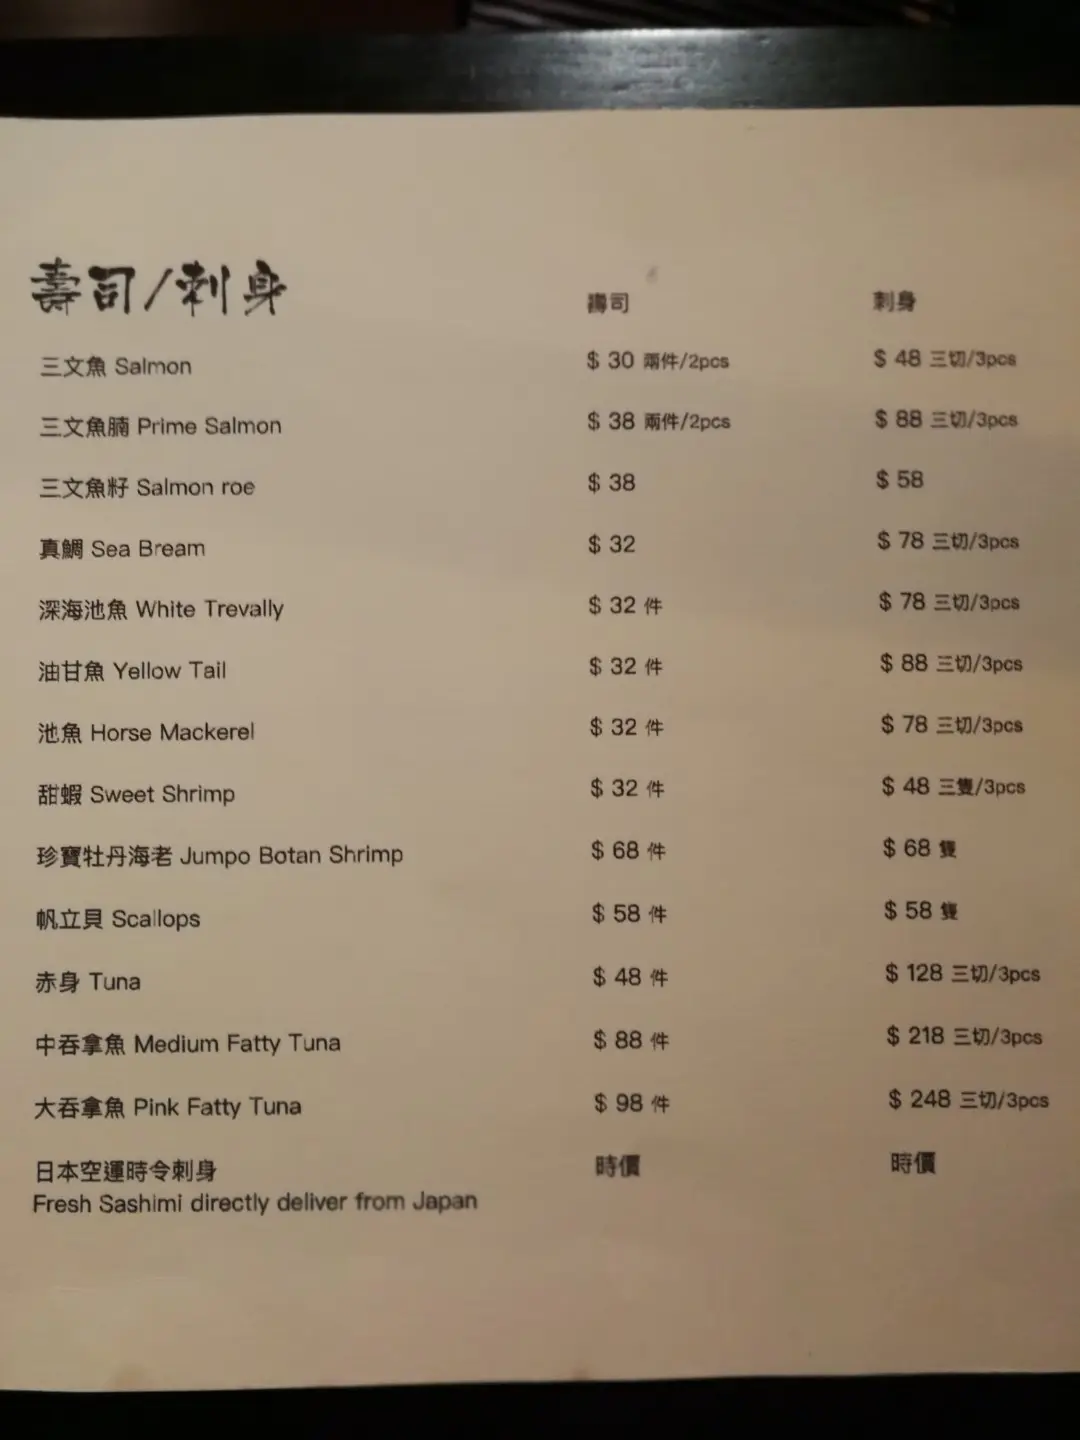 壽司/刺身 壽司 刺身
三文魚 Salmon $ 30 兩件/2pcs $ 48 三切/3pcs
三文魚腩 Prime Salmon $ 38 兩件/2pcs $ 88 三切/3pcs
三文魚籽 Salmon roe $ 38 $ 58
真鯛 Sea Bream $ 32 $ 78 三切/3pcs
深海池魚 White Trevally $ 32 件 $ 78 三切/3pcs
油甘魚 Yellow Tail $ 32 件 $ 88 三切/3pcs
池魚 Horse Mackerel $ 32 件 $ 78 三切/3pcs
甜蝦 Sweet Shrimp $ 32 件 $ 48 三隻/3pcs
珍寶牡丹海老 Jumpo Botan Shrimp $ 68 件 $ 68 隻
帆立貝 Scallops $ 58 件 $ 58 隻
赤身 Tuna $ 48 件 $ 128 三切/3pcs
中吞拿魚 Medium Fatty Tuna $ 88 件 $ 218 三切/3pcs
大吞拿魚 Pink Fatty Tuna $ 98 件 $ 248 三切/3pcs
日本空運時令刺身 時價 時價
Fresh Sashimi directly deliver from Japan